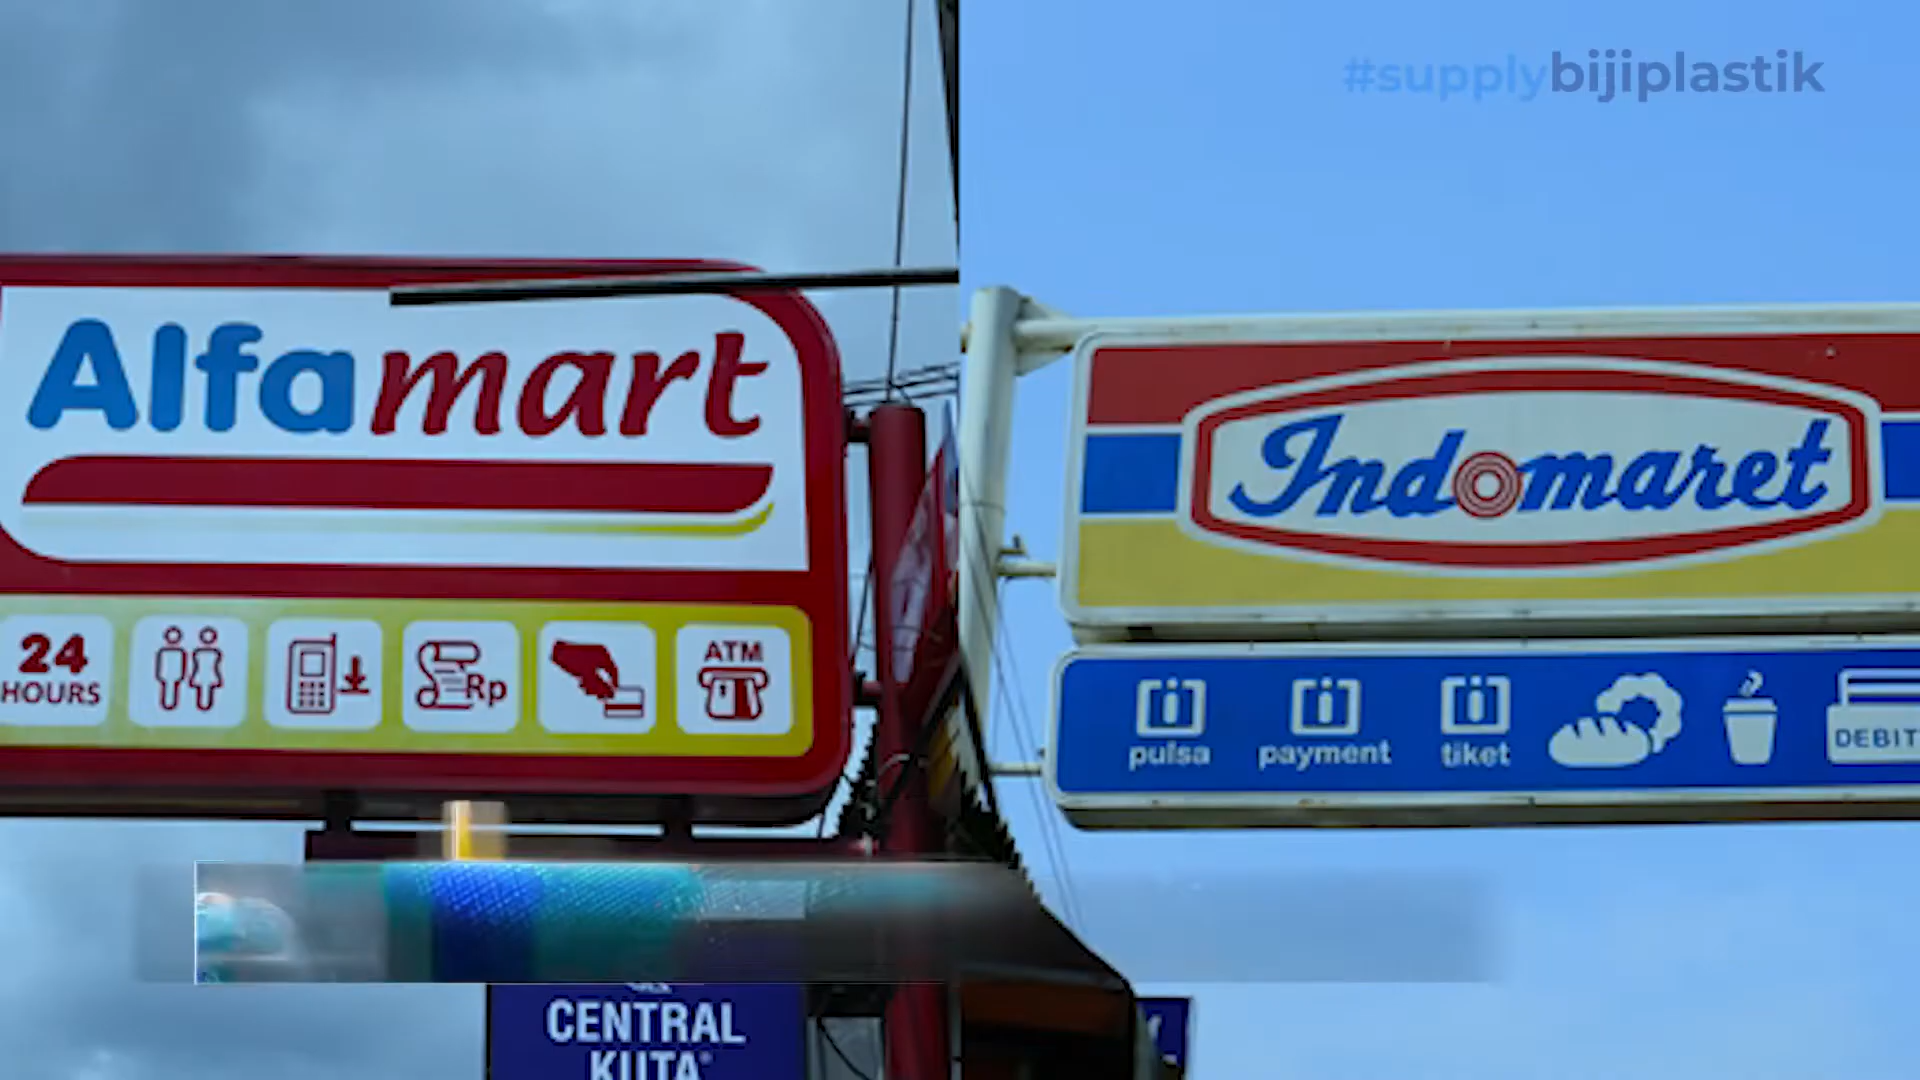 #supplybijiplastik
Alfamart
24
HOURS
Rp
ATM
CENTRAL
KUTA
Indomaret
pulsa
payment
tiket
DEBIT